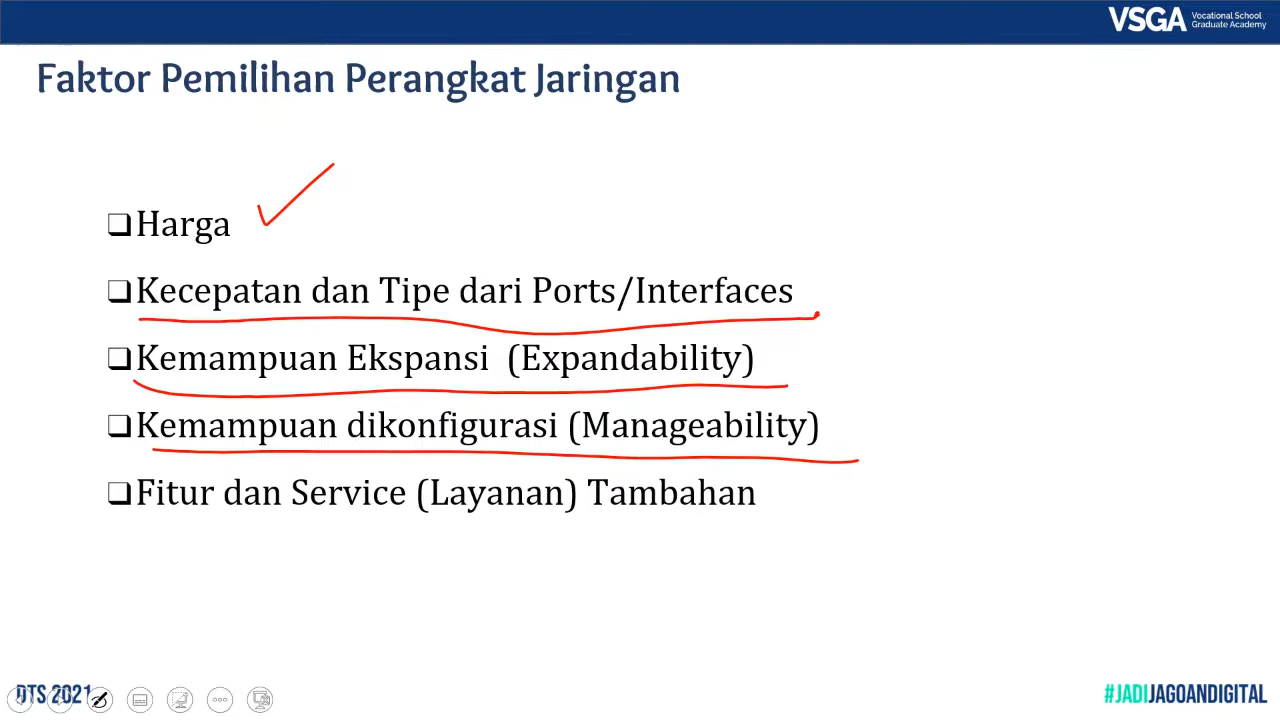 VSGA Vocational School
Graduate Academy
Faktor Pemilihan Perangkat Jaringan
❑Harga
❑Kecepatan dan Tipe dari Ports/Interfaces
❑Kemampuan Ekspansi (Expandability)
❑Kemampuan dikonfigurasi (Manageability)
❑Fitur dan Service (Layanan) Tambahan
DTS 2021
#JADIJAGOANDIGITAL